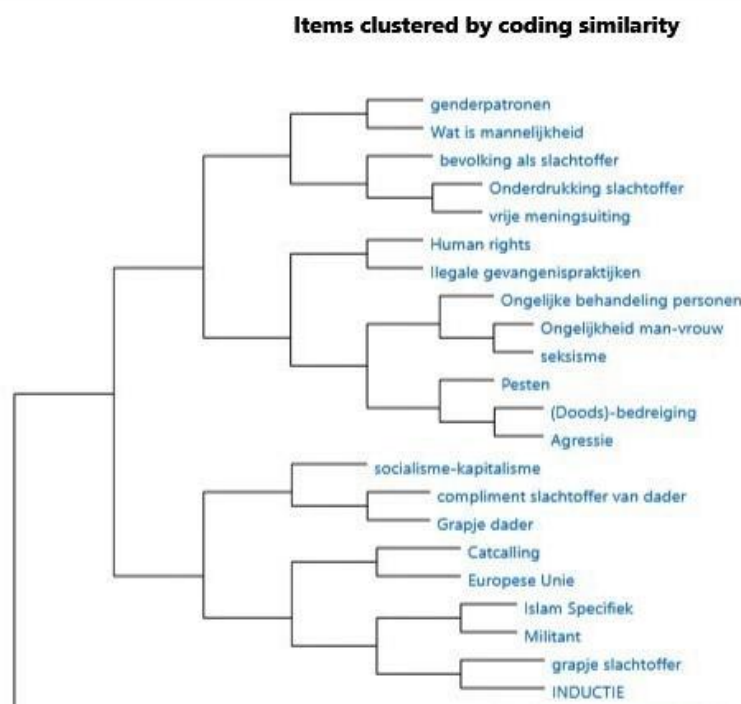 Items clustered by coding similarity
genderpatronen
Wat is mannelijkheid
bevolking als slachtoffer
Onderdrukking slachtoffer
vrije meningsuiting
Human rights
Ilegale gevangenispraktijken
Ongelijke behandeling personen
Ongelijkheid man-vrouw
seksisme
Pesten
(Doods)-bedreiging
Agressie
socialisme-kapitalisme
compliment slachtoffer van dader
Grapje dader
Catcalling
Europese Unie
Islam Specifiek
Militant
grapje slachtoffer
INDUCTIE